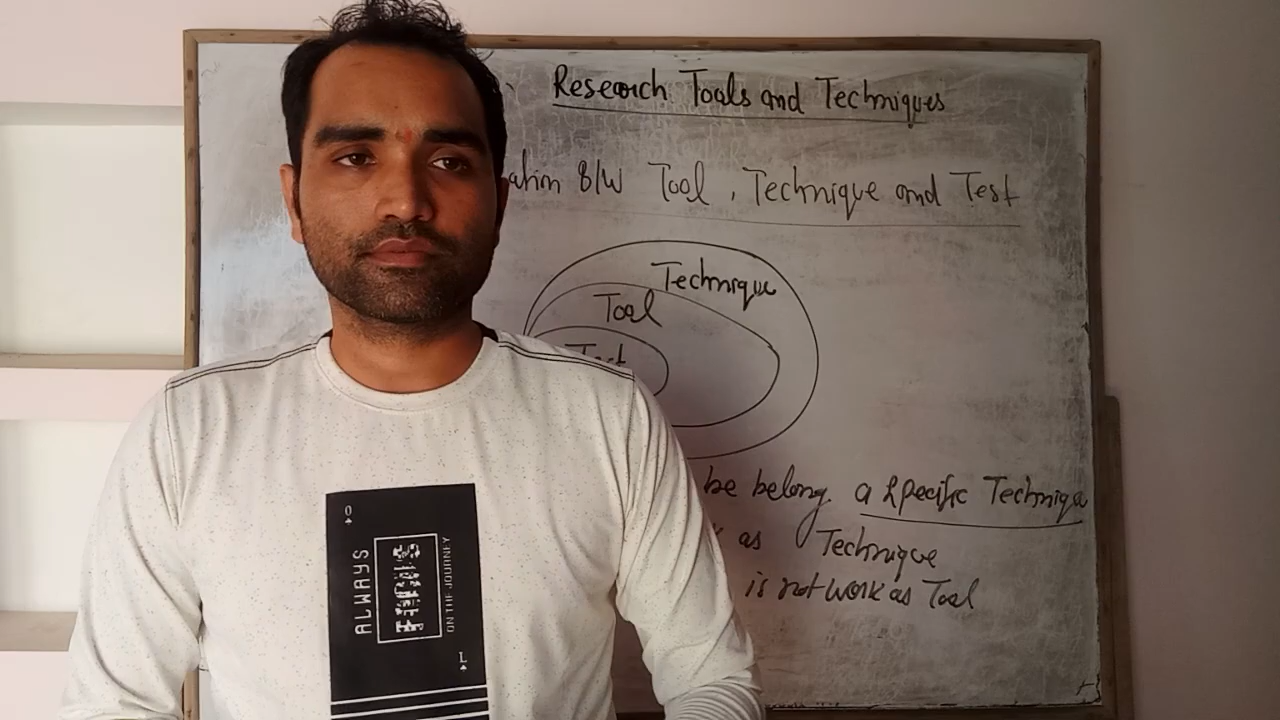 Research Tools and Techniques
B/W Tool, Technique and Test
Technique
Tool
Test
be belong. a specific Technique
as Technique
is not work as Tool
ALWAYS
ON THE JOURNEY